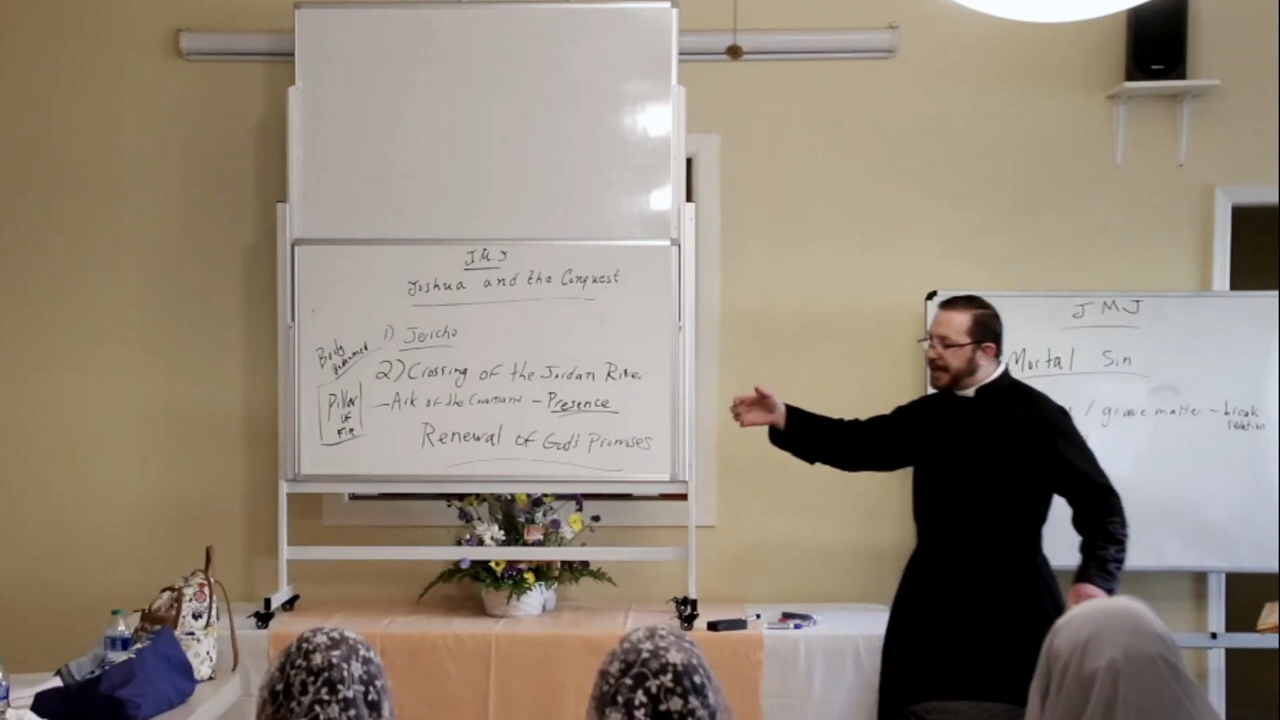 J.M.J
Joshua and the Conquest
1) Jericho
2) Crossing of the Jordan River
- Ark of the Covenant - Presence
Renewal of God's Promises
Body
Pillar
of
Fire
JMJ
Mortal Sin
/ grave matter - break
relation